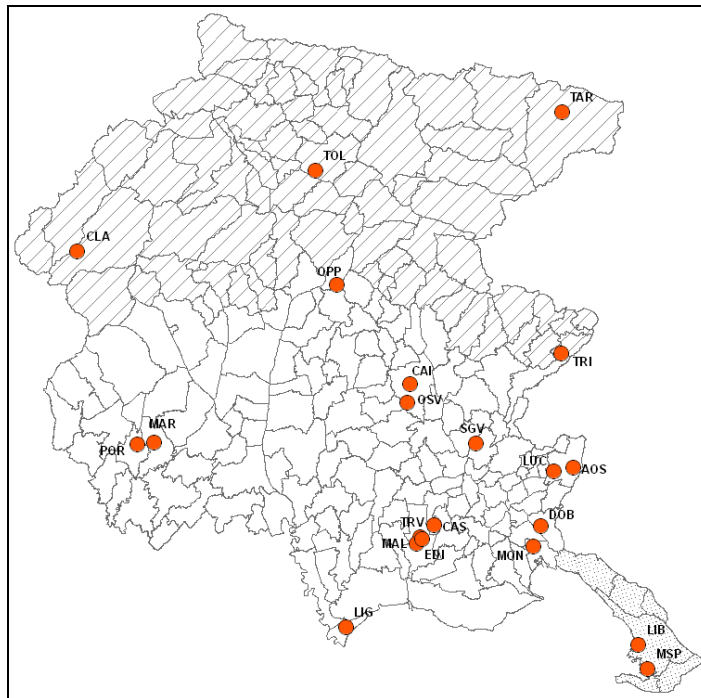 TAR
TOL
CLA
OPP
TRI
CAI
OSV
MAR
SGV
POR
LUC
AOS
DOB
TRV
CAS
MAL
EDI
MON
LIG
LIB
MSP